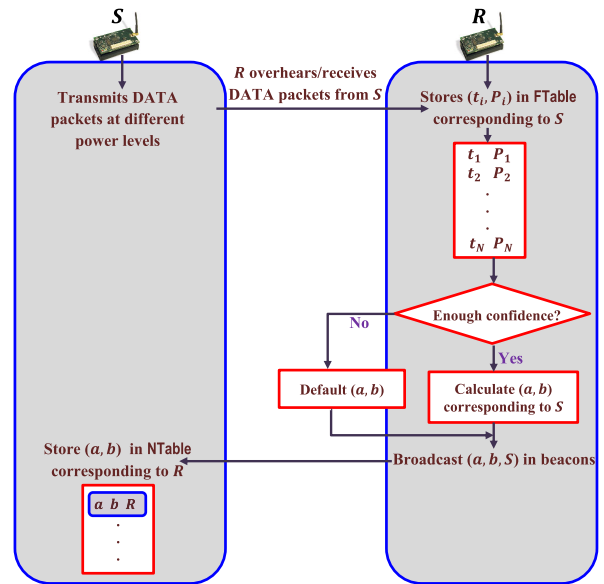 S
R
Transmits DATA
packets at different
power levels
R overhears/receives
DATA packets from S
Stores (t_i, P_i) in FTable
corresponding to S
t_1 P_1
t_2 P_2
.
.
.
t_N P_N
Enough confidence?
No
Yes
Default (a, b)
Calculate (a, b)
corresponding to S
Broadcast (a, b, S) in beacons
Store (a, b) in NTable
corresponding to R
a b R
.
.
.